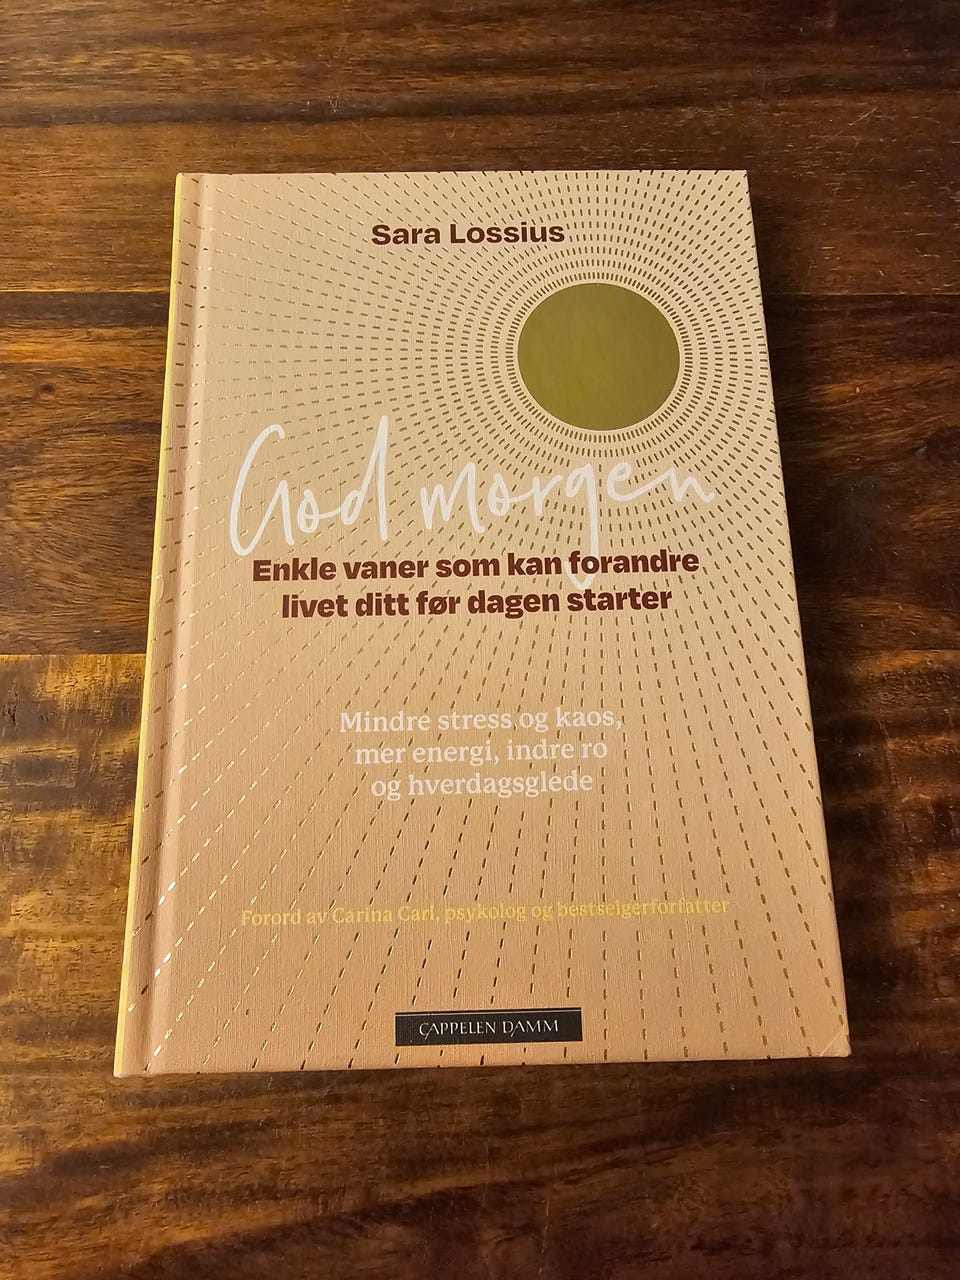 Sara Lossius
God morgen
Enkle vaner som kan forandre
livet ditt før dagen starter
Mindre stress og kaos,
mer energi, indre ro
og hverdagsglede
Forord av Carina Carl, psykolog og bestselgerforfatter
CAPPELEN DAMM